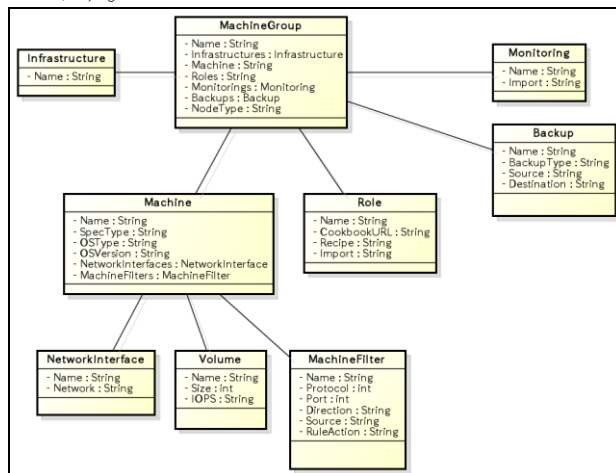 MachineGroup
- Name : String
- Infrastructures : Infrastructure
- Machine : String
- Roles : String
- Monitorings : Monitoring
- Backups : Backup
- NodeType : String
Infrastructure
- Name : String
Monitoring
- Name : String
- Import : String
Backup
- Name : String
- BackupType : String
- Source : String
- Destination : String
Machine
- Name : String
- SpecType : String
- OSType : String
- OSVersion : String
- NetworkInterfaces : NetworkInterface
- MachineFilters : MachineFilter
Role
- Name : String
- CookbookURL : String
- Recipe : String
- Import : String
NetworkInterface
- Name : String
- Network : String
Volume
- Name : String
- Size : int
- IOPS : String
MachineFilter
- Name : String
- Protocol : int
- Port : int
- Direction : String
- Source : String
- RuleAction : String